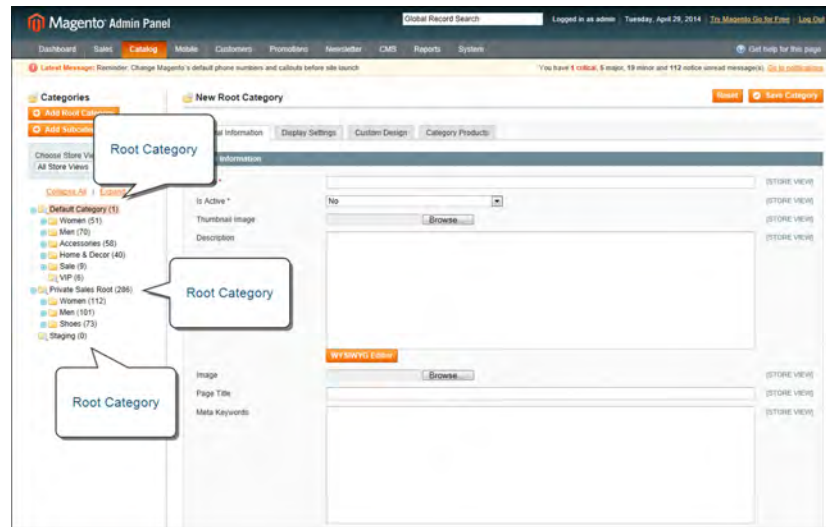 Magento Admin Panel
Global Record Search
Logged in as admin | Tuesday, April 29, 2014 | Try Magento Go for Free | Log Out
Dashboard Sales Catalog Mobile Customers Promotions Newsletter CMS Reports System
Get help for this page
Latest Message: Reminder: Change Magento's default phone numbers and callouts before site launch
You have 1 critical, 5 major, 19 minor and 112 notice unread message(s). Go to notifications
Categories
New Root Category
Reset Save Category
Add Root
Add
Information Display Settings Custom Design Category Products
Root Category
Choose Store
All Store Views
Information
[STORE VIEW]
Collapse All |
Is Active *
No
[STORE VIEW]
Default Category (1)
Women (51)
Thumbnail Image
Browse...
[STORE VIEW]
Men (70)
Description
[STORE VIEW]
Accessories (58)
Home & Decor (40)
Sale (9)
VIP (6)
Private Sales Root (286)
Root Category
Women (112)
Men (101)
Shoes (73)
Staging (0)
WYSIWYG Editor
Image
Browse...
[STORE VIEW]
Page Title
[STORE VIEW]
Root Category
Meta Keywords
[STORE VIEW]